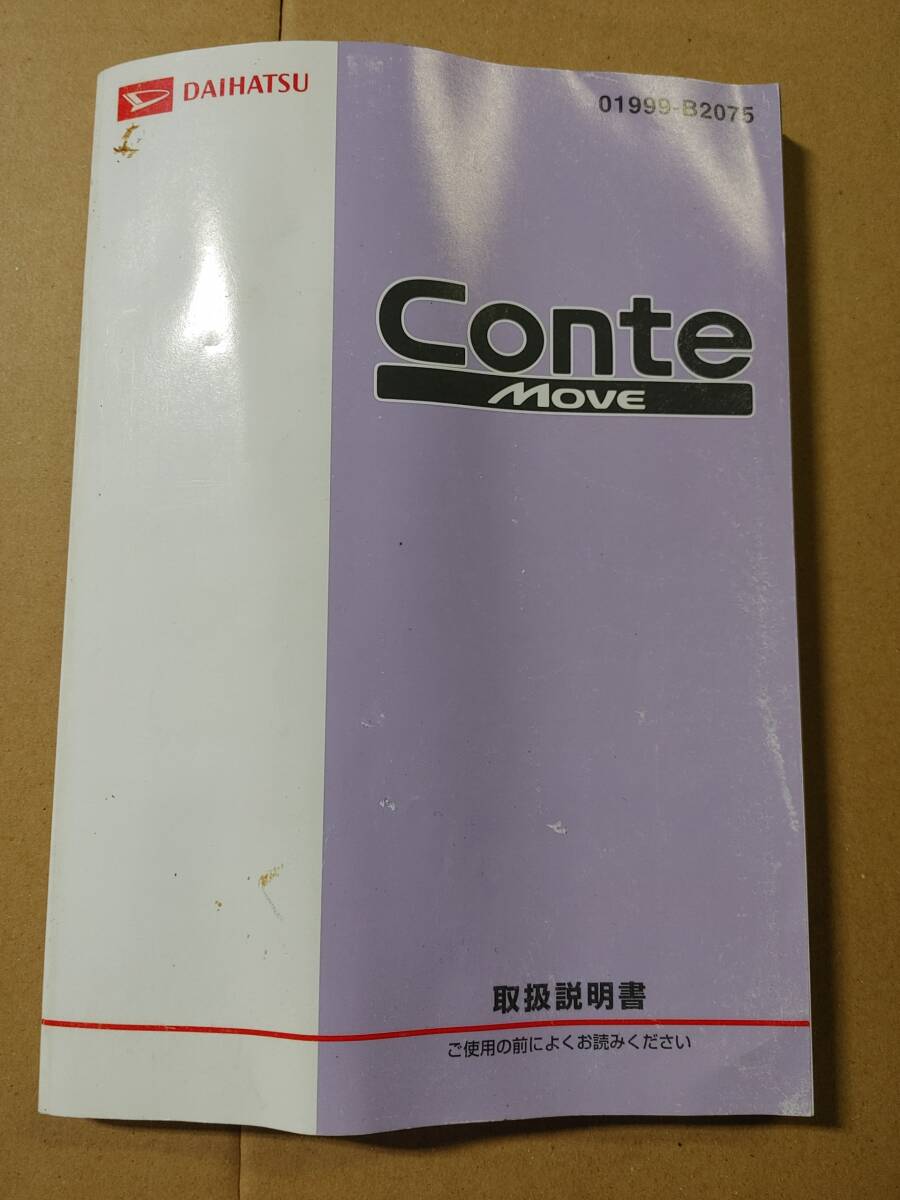 DAIHATSU
01999-B2075
Conte
MOVE
取扱説明書
ご使用の前によくお読みください